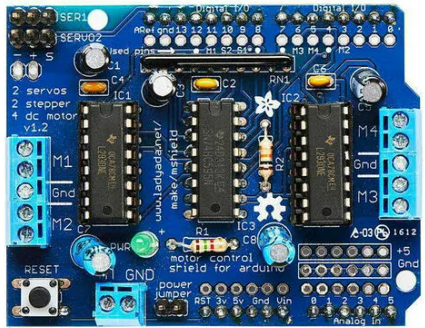 SER1
SERVO2
S
Digital I/O
Digital I/O
ARef gnd 13 12 11 10 9 8
7 6 5 4 3 2 1 0
Used pins
M1 S2 S1
M3 M4
M2
RN1
C1
C4
C3
C2
C6
IC1
IC2
2 servos
2 stepper
4 dc motor
v1.2
L293DNE
SN74HC595N
L293DNE
www.ladyada.net/
make/mshield
R2
M1
Gnd
M2
M4
Gnd
M3
C7
PWR
+
R1
IC3
C8
motor control
shield for arduino
1612
+5
Gnd
RESET
GND
power
jumper
RST 3v 5v Gnd Vin
0 1 2 3 4 5
Analog In